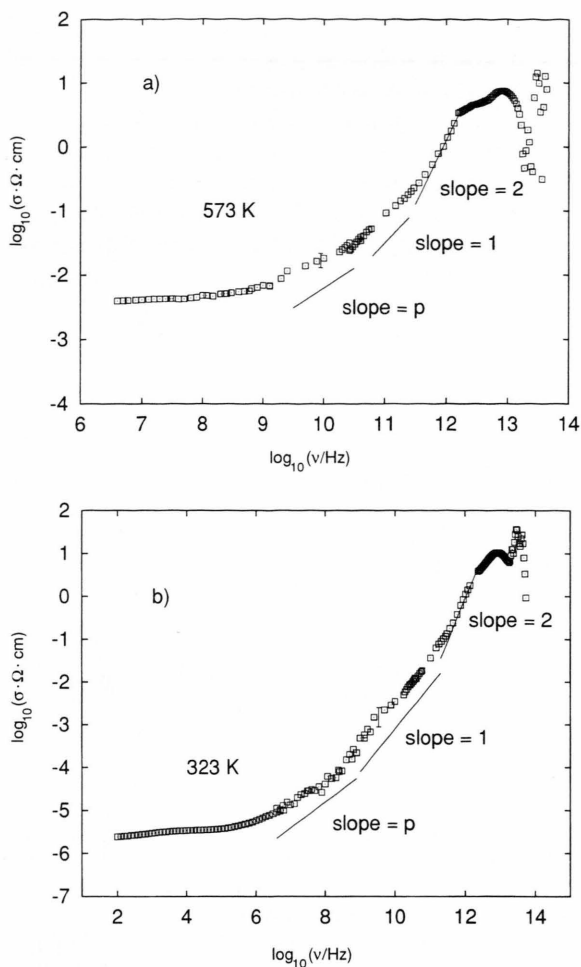 2
1
0
-1
-2
-3
-4
a)
573 K
slope = 2
slope = 1
slope = p
6 7 8 9 10 11 12 13 14
log10(ν/Hz)
log10(σ·Ω·cm)
2
1
0
-1
-2
-3
-4
-5
-6
-7
b)
323 K
slope = 2
slope = 1
slope = p
2 4 6 8 10 12 14
log10(ν/Hz)
log10(σ·Ω·cm)